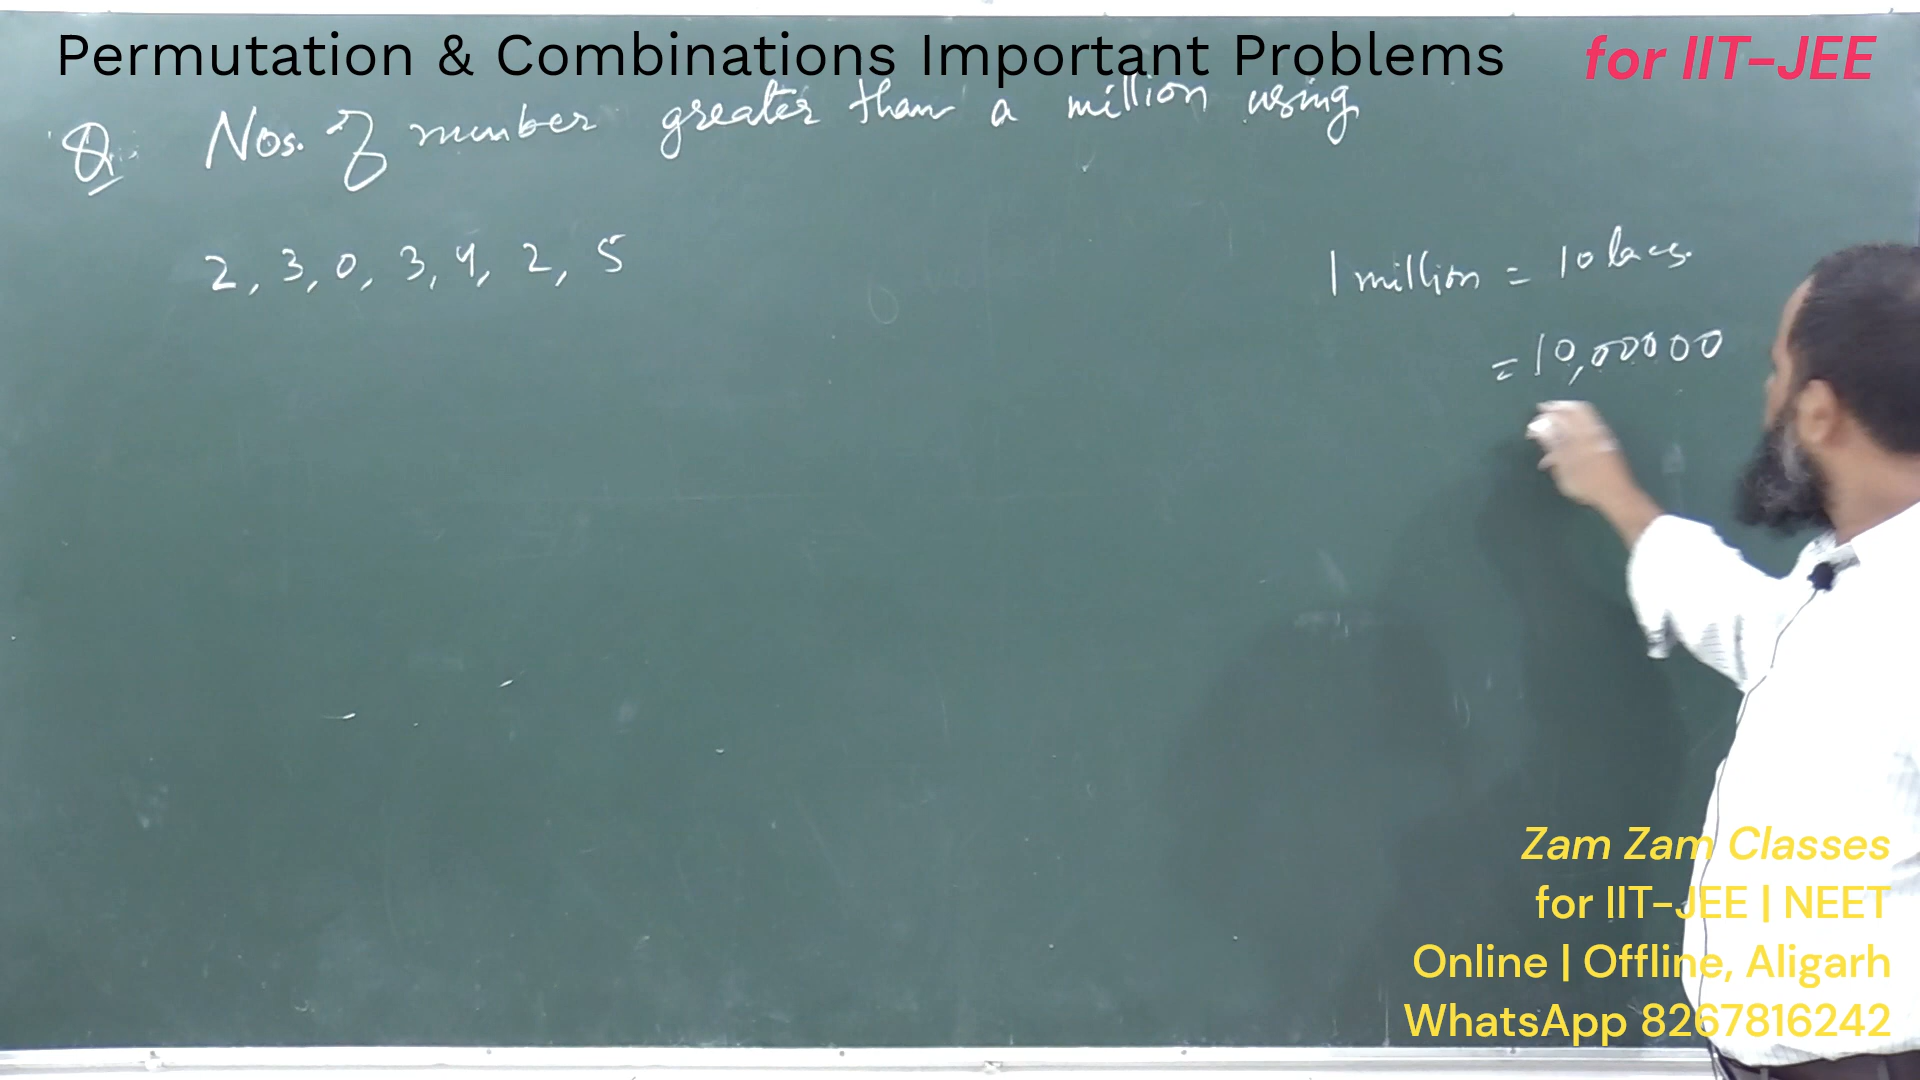 Permutation & Combinations Important Problems for IIT-JEE
Q. Nos. of number greater than a million using
2, 3, 0, 3, 4, 2, 5
1 million = 10 lacs.
= 10,00000
Zam Zam Classes
for IIT-JEE | NEET
Online | Offline, Aligarh
WhatsApp 8267816242